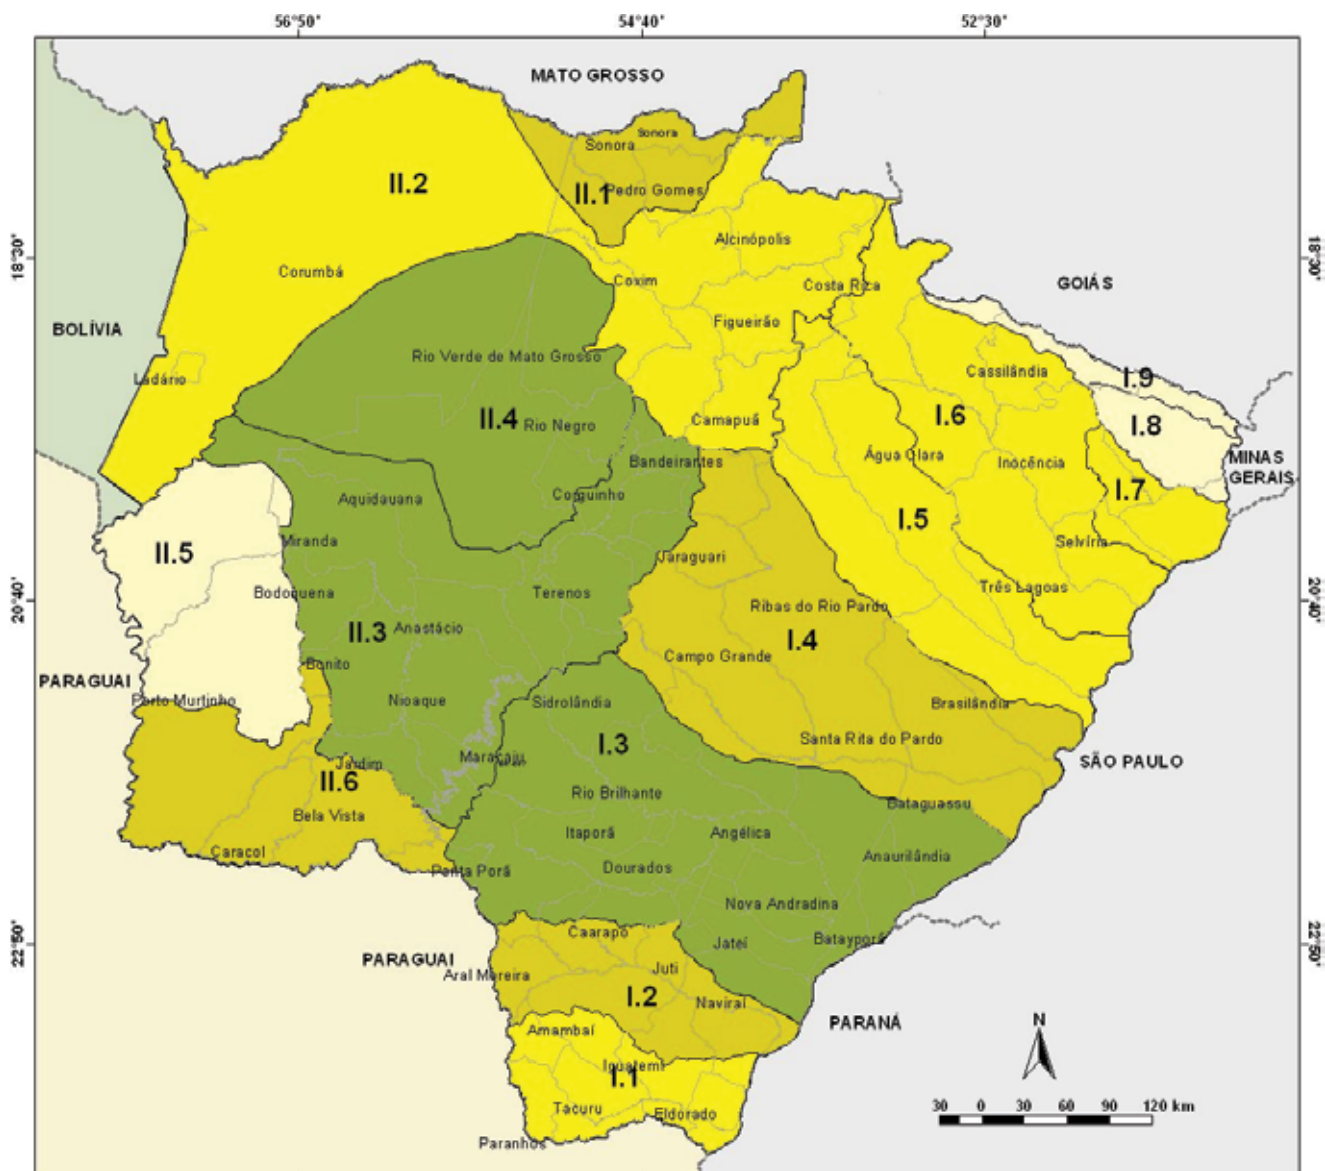 56°50'
54°40'
52°30'
MATO GROSSO
Sonora
Sonora
II.2
II.1
Pedro Gomes
Alcinópolis
18°30'
18°30'
Corumbá
Coxim
Costa Riza
GOIÁS
BOLÍVIA
Figueirão
Rio Verde de Mato Grosso
Ladário
Cassilândia
I.9
II.4
Rio Negro
Camapuã
I.6
I.8
Bandeirantes
Água Clara
Inocência
MINAS
GERAIS
Aquidauana
Corguinho
I.7
I.5
II.5
Miranda
Selvíria
Jaraguari
Bodoquena
Terenos
Três Lagoas
20°40'
20°40'
Ribas do Rio Pardo
II.3
Anastácio
I.4
Bonito
Campo Grande
PARAGUAI
Porto Murtinho
Nioaque
Sidrolândia
Brasilândia
I.3
Santa Rita do Pardo
Maracaju
Jardim
SÃO PAULO
II.6
Rio Brilhante
Bataguassu
Bela Vista
Itaporã
Angélica
Caracol
Anaurilândia
Ponta Porã
Dourados
Nova Andradina
Caarapó
Jateí
Batayporã
22°50'
22°50'
PARAGUAI
Aral Moreira
Juti
I.2
Naviraí
PARANÁ
N
Amambaí
Iguatemi
I.1
Tacuru
Eldorado
30 0 30 60 90 120 km
Paranhos